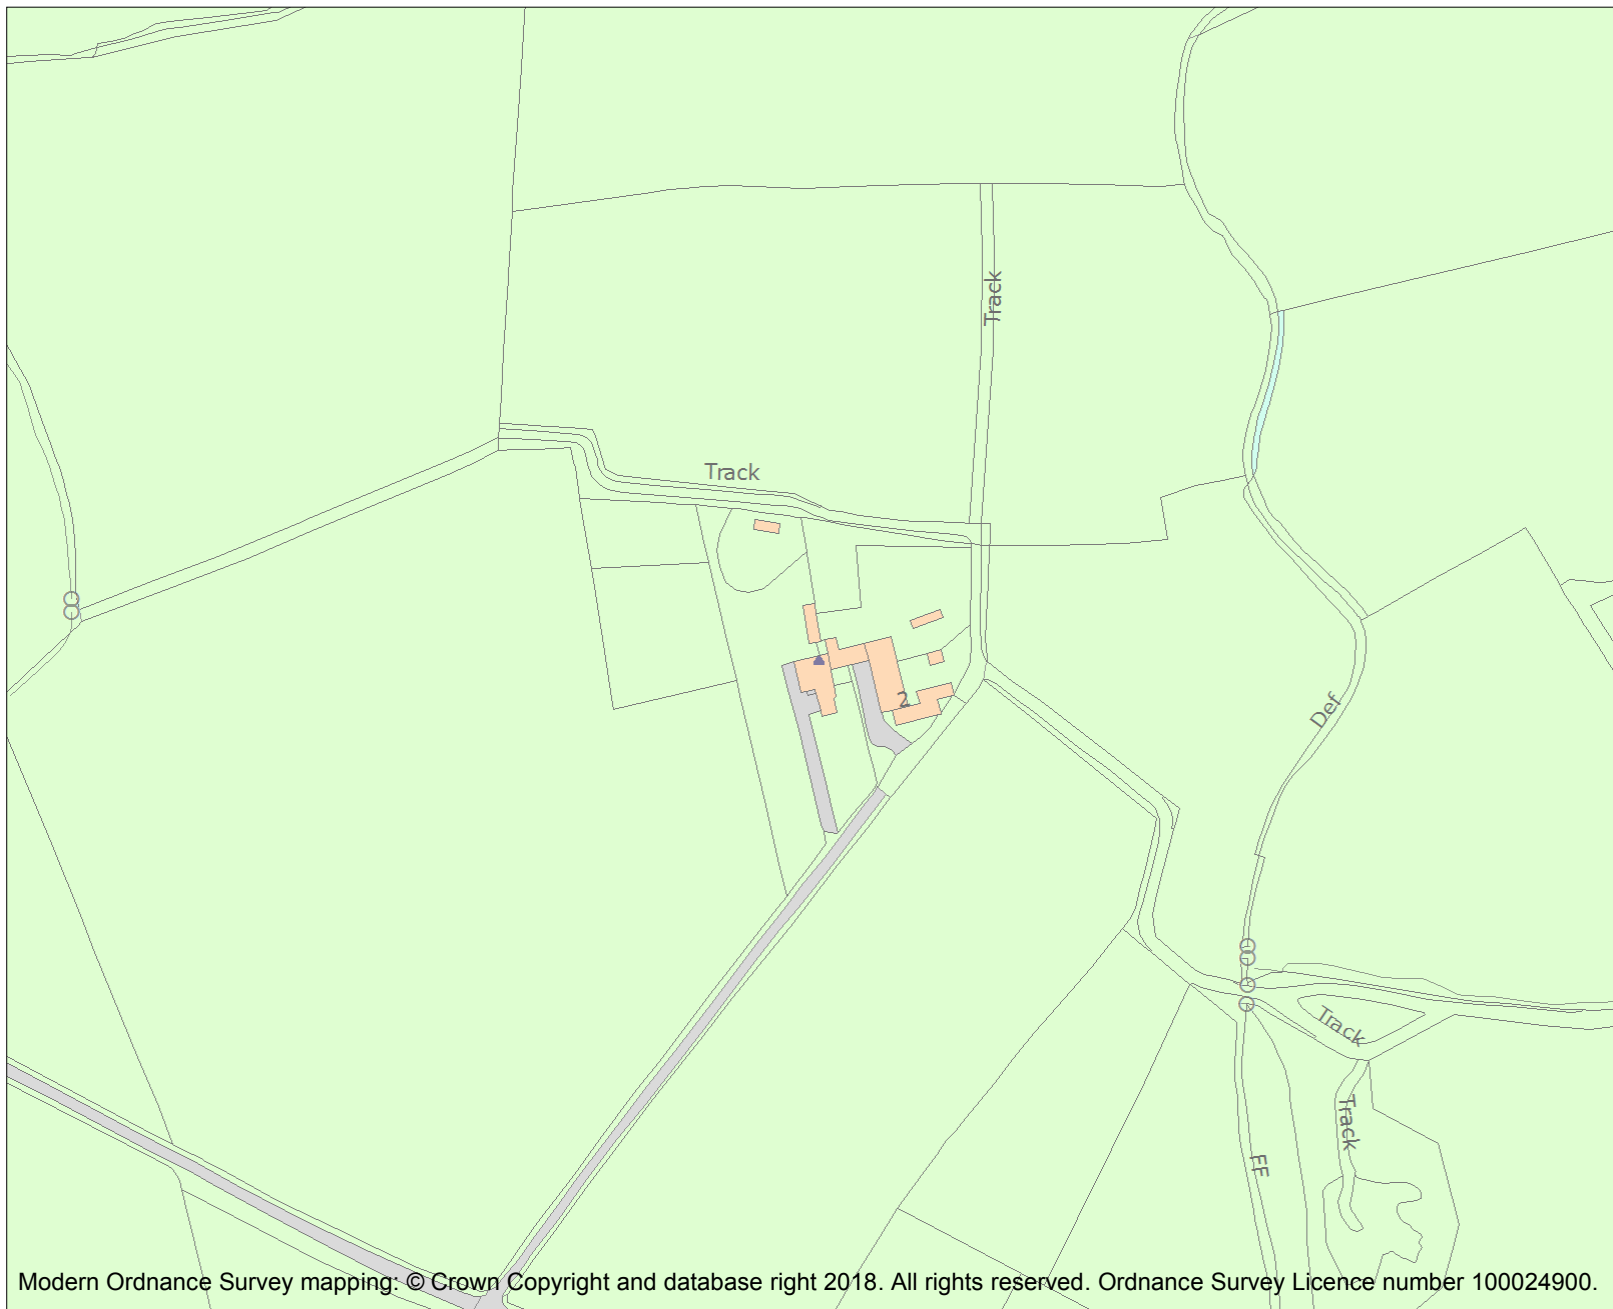 Track
Track
2
Def
Track
Track
FF
Modern Ordnance Survey mapping: © Crown Copyright and database right 2018. All rights reserved. Ordnance Survey Licence number 100024900.